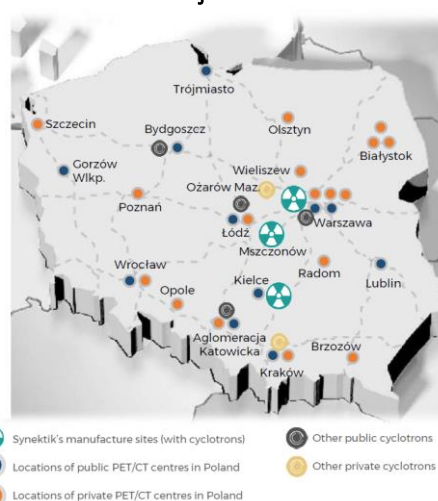 Trójmiasto
Szczecin
Olsztyn
Bydgoszcz
Białystok
Gorzów
Wlkp.
Wieliszew
Ożarów Maz.
Poznań
Warszawa
Łódź
Mszczonów
Wrocław
Radom
Kielce
Lublin
Opole
Aglomeracja
Katowicka
Brzozów
Kraków
Synektik's manufacture sites (with cyclotrons)
Other public cyclotrons
Locations of public PET/CT centres in Poland
Other private cyclotrons
Locations of private PET/CT centres in Poland